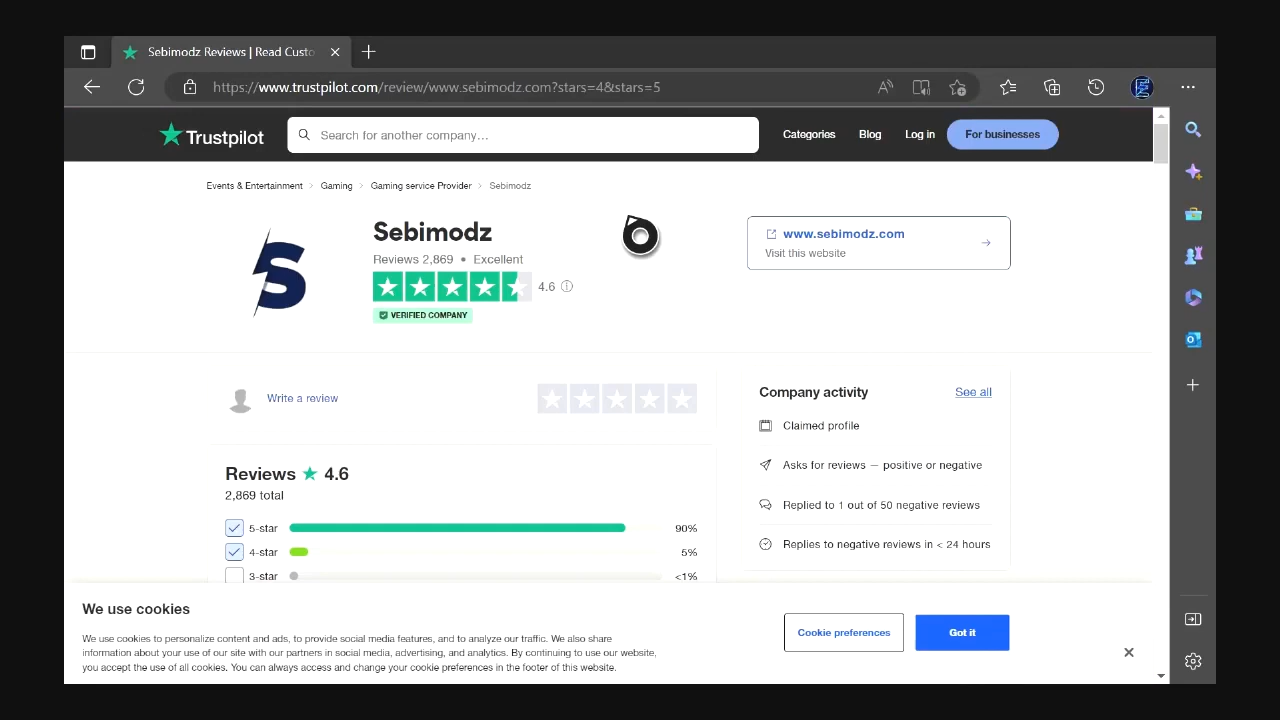 Sebimodz Reviews | Read Custo
https://www.trustpilot.com/review/www.sebimodz.com?stars=4&stars=5
Trustpilot
Search for another company...
Categories
Blog
Log in
For businesses
Events & Entertainment > Gaming > Gaming service Provider > Sebimodz
S
Sebimodz
Reviews 2,869 • Excellent
4.6
VERIFIED COMPANY
www.sebimodz.com
Visit this website
Write a review
Company activity
See all
Claimed profile
Asks for reviews — positive or negative
Replied to 1 out of 50 negative reviews
Replies to negative reviews in < 24 hours
Reviews ★ 4.6
2,869 total
5-star 90%
4-star 5%
3-star <1%
We use cookies
We use cookies to personalize content and ads, to provide social media features, and to analyze our traffic. We also share
information about your use of our site with our partners in social media, advertising, and analytics. By continuing to use our website,
you accept the use of all cookies. You can always access and change your cookie preferences in the footer of this website.
Cookie preferences
Got it